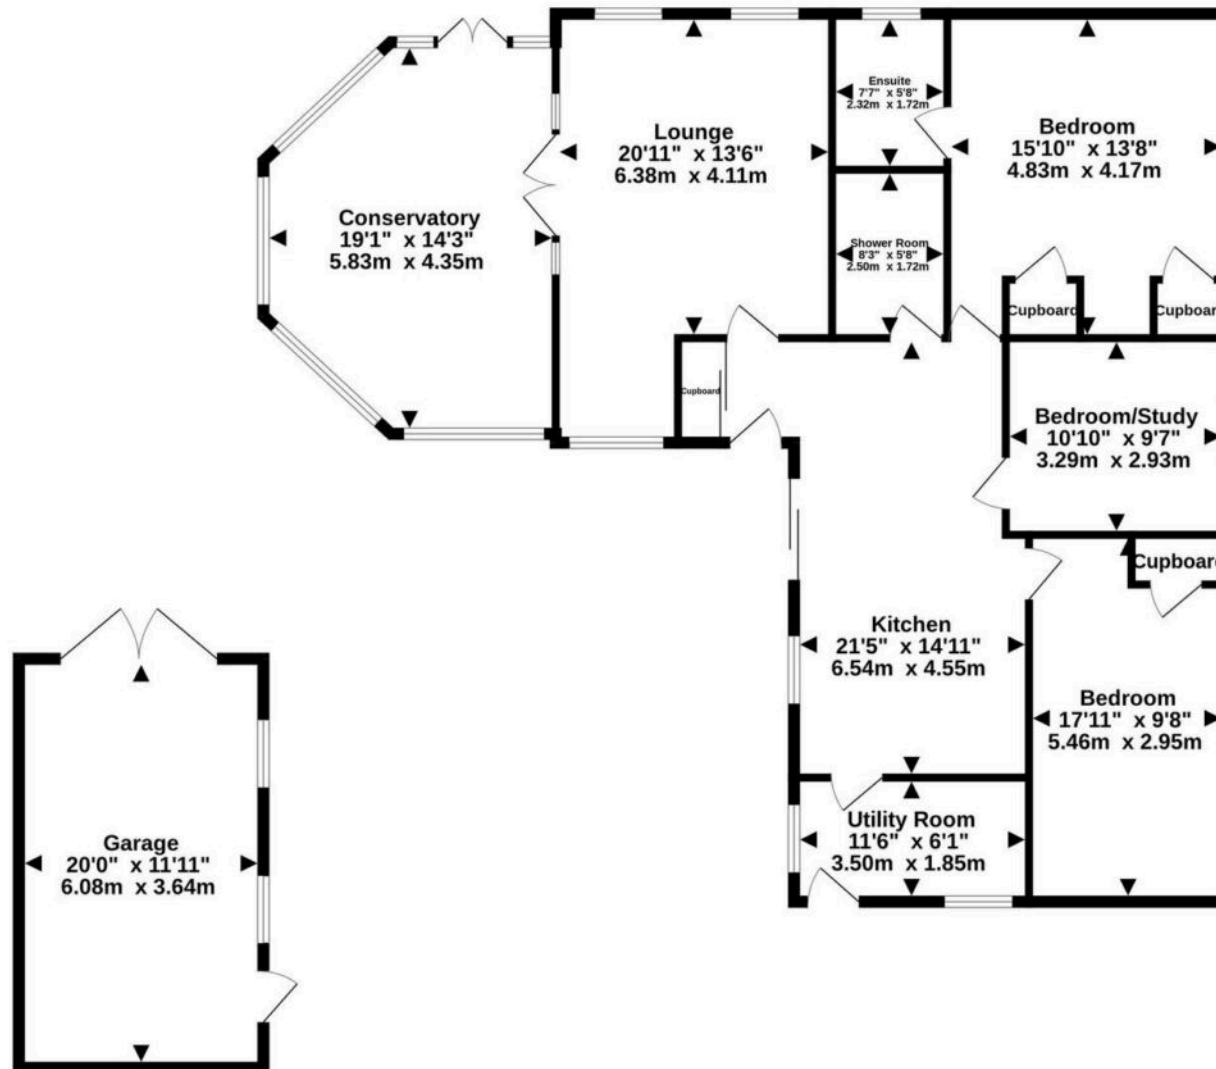 Ensuite
7'7" x 5'8"
2.32m x 1.72m
Lounge
20'11" x 13'6"
6.38m x 4.11m
Bedroom
15'10" x 13'8"
4.83m x 4.17m
Conservatory
19'1" x 14'3"
5.83m x 4.35m
Shower Room
8'3" x 5'8"
2.50m x 1.72m
Cupboard
Cupboar
Cupboard
Bedroom/Study
10'10" x 9'7"
3.29m x 2.93m
Cupboar
Kitchen
21'5" x 14'11"
6.54m x 4.55m
Bedroom
17'11" x 9'8"
5.46m x 2.95m
Utility Room
11'6" x 6'1"
3.50m x 1.85m
Garage
20'0" x 11'11"
6.08m x 3.64m